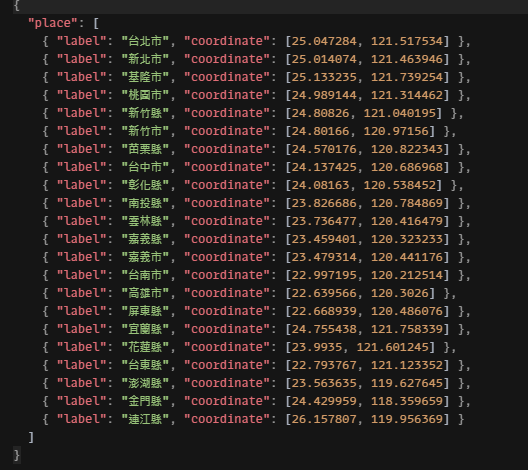 {
  "place": [
    { "label": "台北市", "coordinate": [25.047284, 121.517534] },
    { "label": "新北市", "coordinate": [25.014074, 121.463946] },
    { "label": "基隆市", "coordinate": [25.133235, 121.739254] },
    { "label": "桃園市", "coordinate": [24.989144, 121.314462] },
    { "label": "新竹縣", "coordinate": [24.80826, 121.040195] },
    { "label": "新竹市", "coordinate": [24.80166, 120.97156] },
    { "label": "苗栗縣", "coordinate": [24.570176, 120.822343] },
    { "label": "台中市", "coordinate": [24.137425, 120.686968] },
    { "label": "彰化縣", "coordinate": [24.08163, 120.538452] },
    { "label": "南投縣", "coordinate": [23.826686, 120.784869] },
    { "label": "雲林縣", "coordinate": [23.736477, 120.416479] },
    { "label": "嘉義縣", "coordinate": [23.459401, 120.323233] },
    { "label": "嘉義市", "coordinate": [23.479314, 120.441176] },
    { "label": "台南市", "coordinate": [22.997195, 120.212514] },
    { "label": "高雄市", "coordinate": [22.639566, 120.3026] },
    { "label": "屏東縣", "coordinate": [22.668939, 120.486076] },
    { "label": "宜蘭縣", "coordinate": [24.755438, 121.758339] },
    { "label": "花蓮縣", "coordinate": [23.9935, 121.601245] },
    { "label": "台東縣", "coordinate": [22.793767, 121.123352] },
    { "label": "澎湖縣", "coordinate": [23.563635, 119.627645] },
    { "label": "金門縣", "coordinate": [24.429959, 118.359659] },
    { "label": "連江縣", "coordinate": [26.157807, 119.956369] }
  ]
}